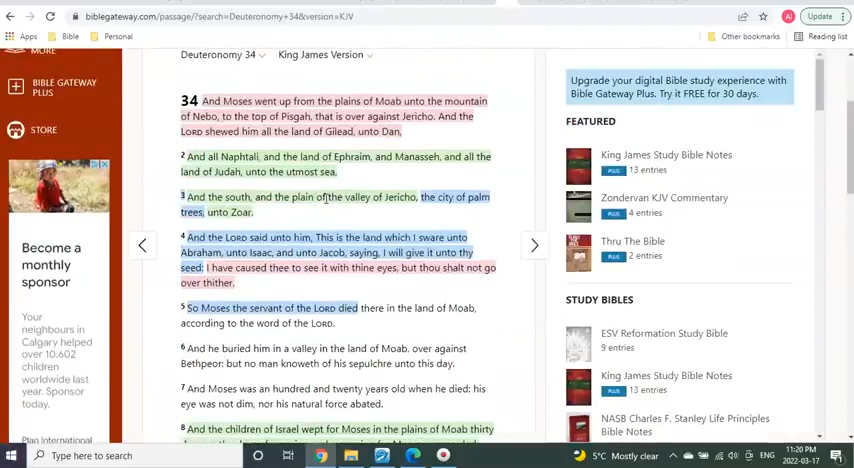 biblegateway.com/passage/?search=Deuteronomy+34&version=KJV
AI
Update
Apps
Bible
Personal
Other bookmarks
Reading list
MORE
BIBLE GATEWAY
PLUS
STORE
Become a
monthly
sponsor
Your
neighbours in
Calgary helped
over 10,602
children
worldwide last
year. Sponsor
today.
Plan International
Deuteronomy 34
King James Version
34 And Moses went up from the plains of Moab unto the mountain
of Nebo, to the top of Pisgah, that is over against Jericho. And the
LORD shewed him all the land of Gilead, unto Dan,
2 And all Naphtali, and the land of Ephraim, and Manasseh, and all the
land of Judah, unto the utmost sea,
3 And the south, and the plain of the valley of Jericho, the city of palm
trees, unto Zoar.
4 And the LORD said unto him, This is the land which I sware unto
Abraham, unto Isaac, and unto Jacob, saying, I will give it unto thy
seed: I have caused thee to see it with thine eyes, but thou shalt not go
over thither.
5 So Moses the servant of the LORD died there in the land of Moab,
according to the word of the LORD.
6 And he buried him in a valley in the land of Moab, over against
Bethpeor: but no man knoweth of his sepulchre unto this day.
7 And Moses was an hundred and twenty years old when he died: his
eye was not dim, nor his natural force abated.
8 And the children of Israel wept for Moses in the plains of Moab thirty
Upgrade your digital Bible study experience with
Bible Gateway Plus. Try it FREE for 30 days.
FEATURED
King James Study Bible Notes
PLUS 13 entries
Zondervan KJV Commentary
PLUS 4 entries
Thru The Bible
PLUS 2 entries
STUDY BIBLES
ESV Reformation Study Bible
9 entries
King James Study Bible Notes
PLUS 13 entries
NASB Charles F. Stanley Life Principles
Bible Notes
Type here to search
5°C Mostly clear
ENG
11:20 PM
2022-03-17